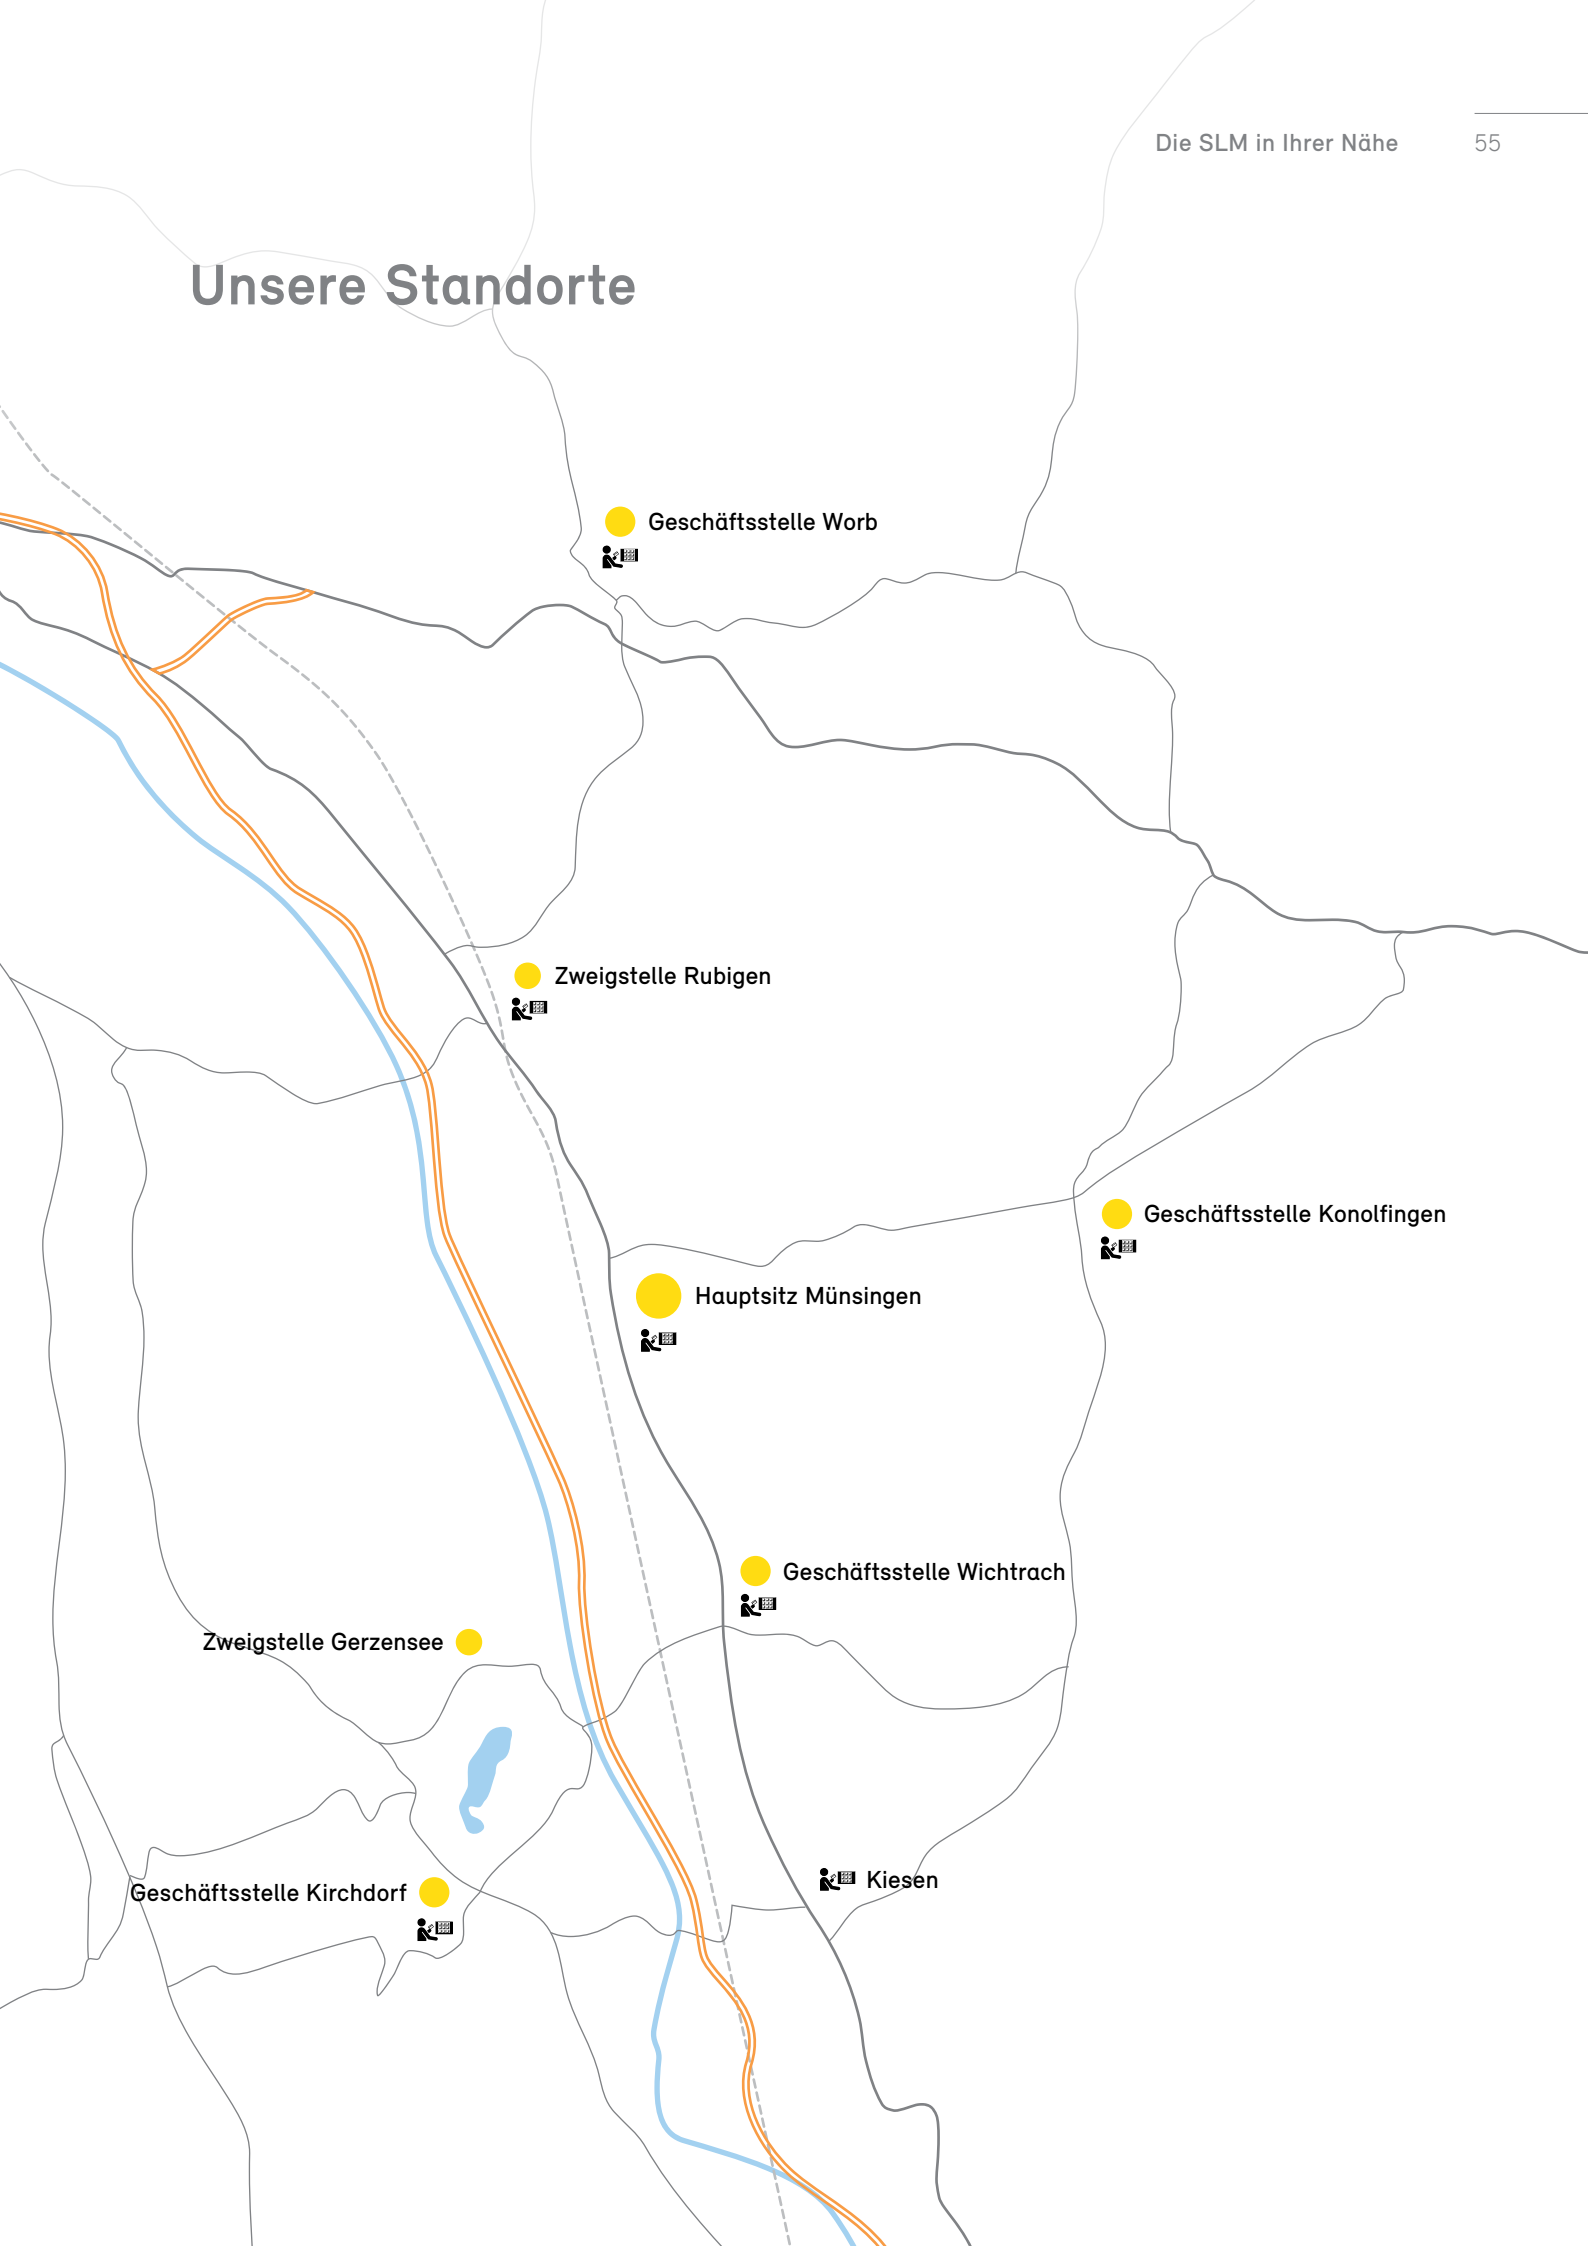 Die SLM in Ihrer Nähe 55
Unsere Standorte
Geschäftsstelle Worb
Zweigstelle Rubigen
Geschäftsstelle Konolfingen
Hauptsitz Münsingen
Geschäftsstelle Wichtrach
Zweigstelle Gerzensee
Kiesen
Geschäftsstelle Kirchdorf